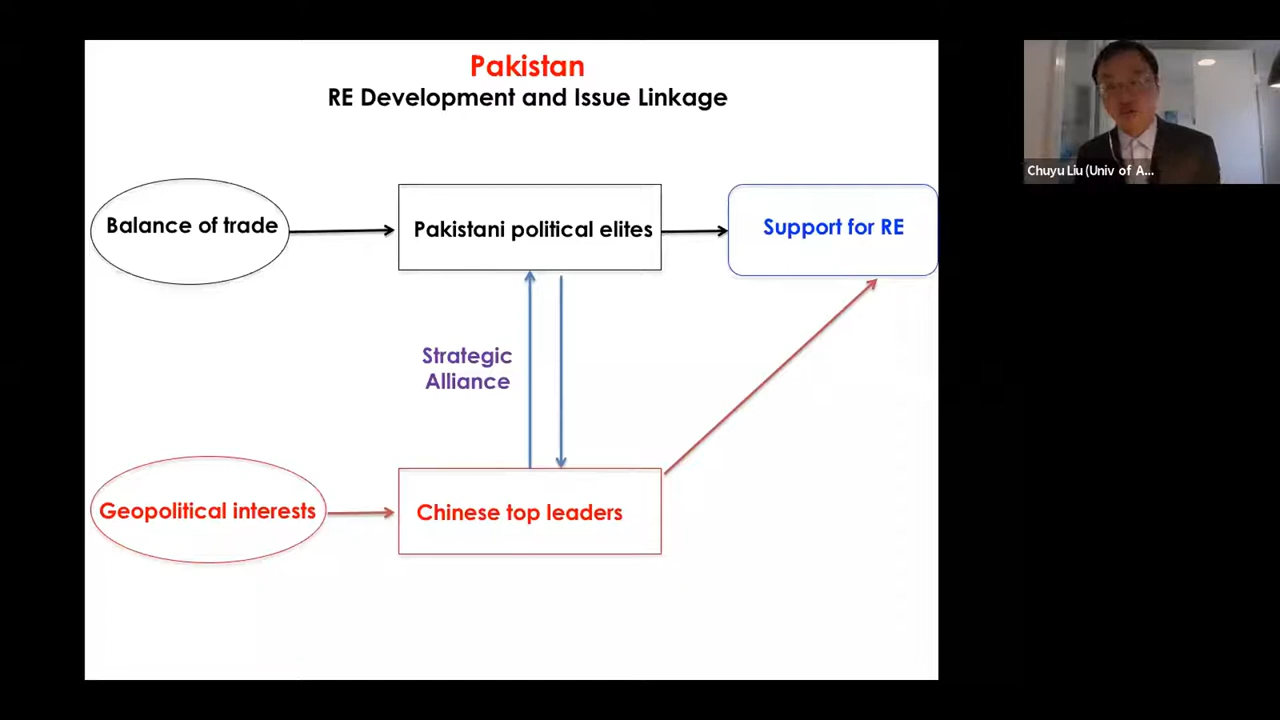 Pakistan
RE Development and Issue Linkage
Chuyu Liu (Univ of A...
Balance of trade
Pakistani political elites
Support for RE
Strategic
Alliance
Geopolitical interests
Chinese top leaders